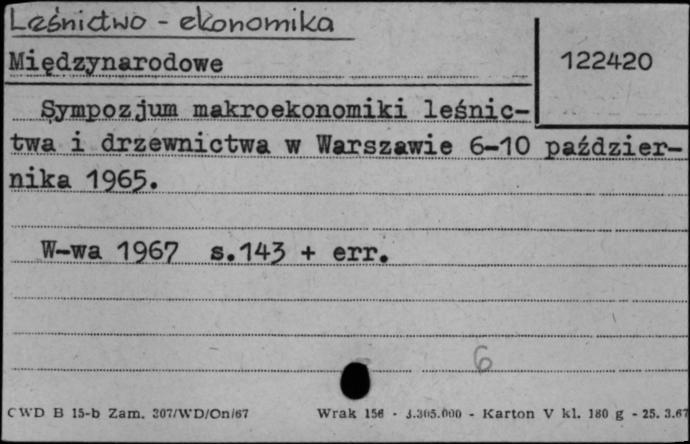 Leśnictwo - ekonomika
Międzynarodowe
122420
Sympozjum makroekonomiki leśnic-
twa i drzewnictwa w Warszawie 6-10 paździer-
nika 1965.
W-wa 1967 s.143 + err.
6
CWD B 15-b Zam. 307/WD/On/67 Wrak 156 - 3.305.000 - Karton V kl. 180 g - 25. 3.67